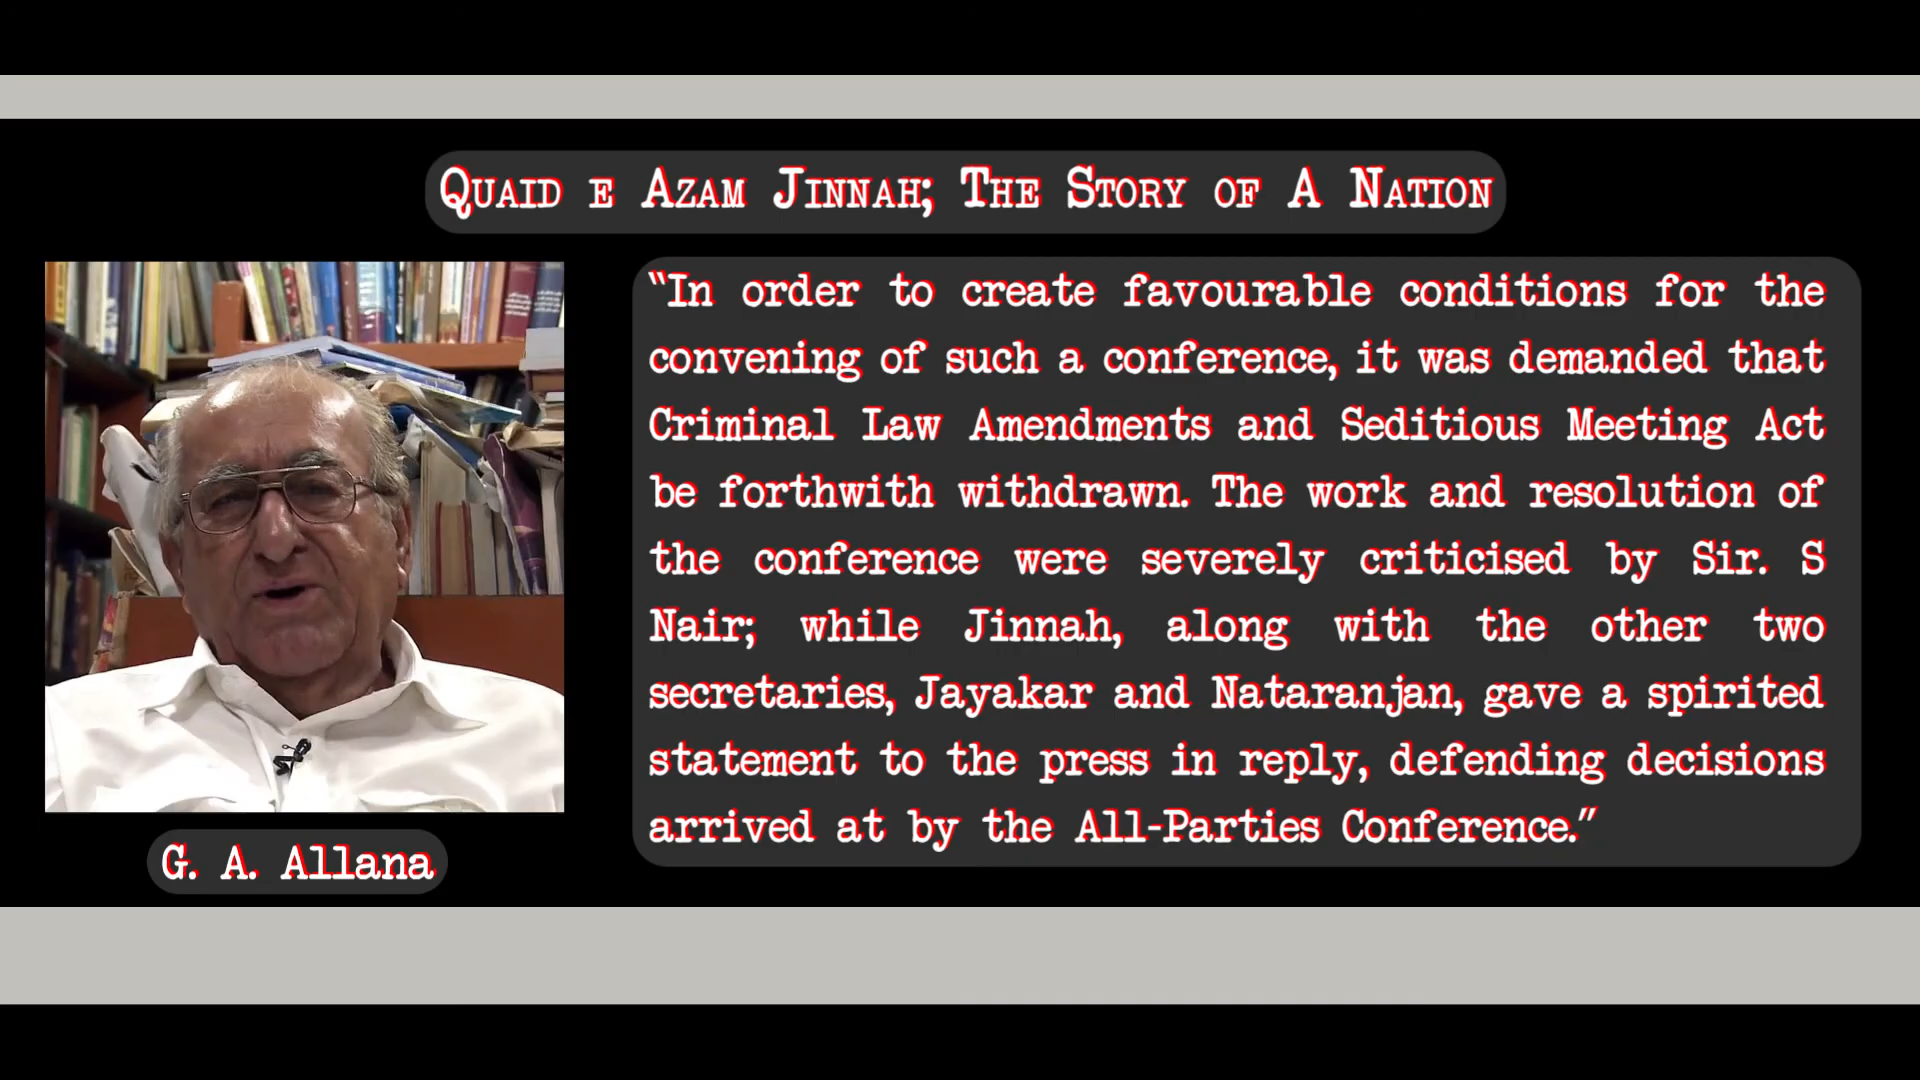 Quaid e Azam Jinnah; The Story of A Nation
"In order to create favourable conditions for the
convening of such a conference, it was demanded that
Criminal Law Amendments and Seditious Meeting Act
be forthwith withdrawn. The work and resolution of
the conference were severely criticised by Sir. S
Nair; while Jinnah, along with the other two
secretaries, Jayakar and Nataranjan, gave a spirited
statement to the press in reply, defending decisions
arrived at by the All-Parties Conference."
G. A. Allana